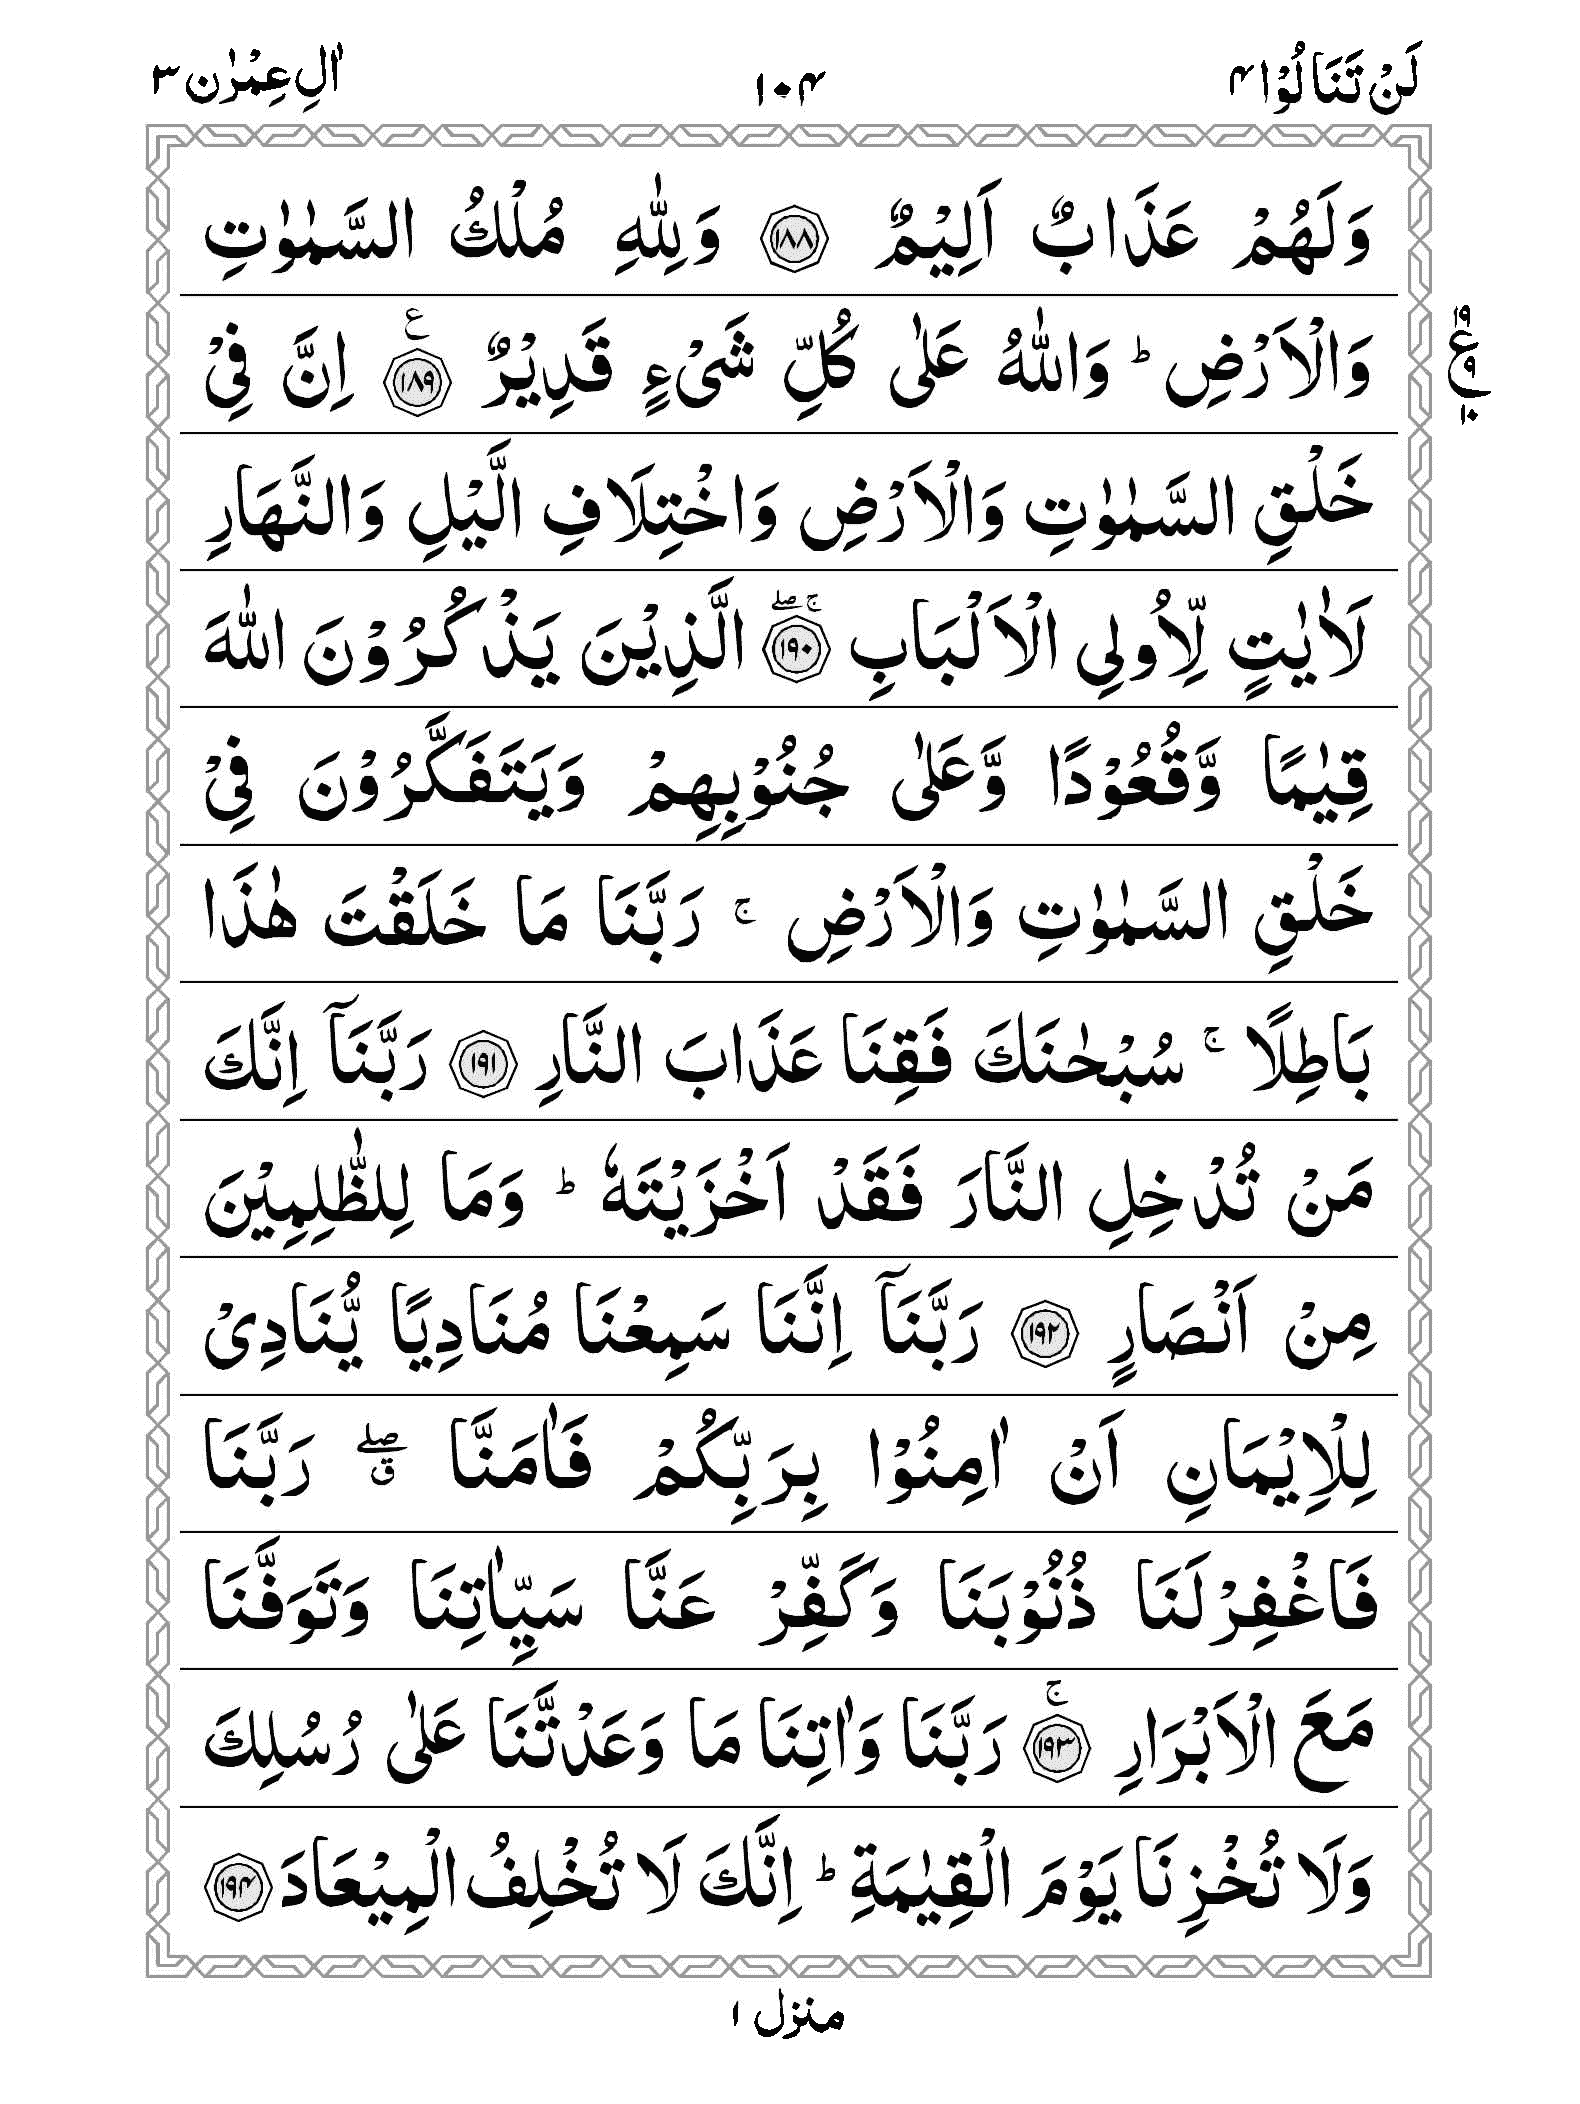 لَنْ تَنَالُوْا ۴
۱۰۴
اٰلِ عِمْرٰن ۳
وَلَهُمْ عَذَابٌ اَلِيْمٌ ﴿۱۸۸﴾ وَلِلّٰهِ مُلْكُ السَّمٰوٰتِ
وَالْاَرْضِ ؕ وَاللّٰهُ عَلٰى كُلِّ شَىْءٍ قَدِيْرٌ ﴿۱۸۹﴾ ع اِنَّ فِىْ
۱۹ ع ۹ ۱۰
خَلْقِ السَّمٰوٰتِ وَالْاَرْضِ وَاخْتِلَافِ الَّيْلِ وَالنَّهَارِ
لَاٰيٰتٍ لِّاُولِى الْاَلْبَابِ ﴿۱۹۰﴾ ۚ ۖ الَّذِيْنَ يَذْكُرُوْنَ اللّٰهَ
قِيٰمًا وَّقُعُوْدًا وَّعَلٰى جُنُوْبِهِمْ وَيَتَفَكَّرُوْنَ فِىْ
خَلْقِ السَّمٰوٰتِ وَالْاَرْضِ ۚ رَبَّنَا مَا خَلَقْتَ هٰذَا
بَاطِلًا ۚ سُبْحٰنَكَ فَقِنَا عَذَابَ النَّارِ ﴿۱۹۱﴾ رَبَّنَاۤ اِنَّكَ
مَنْ تُدْخِلِ النَّارَ فَقَدْ اَخْزَيْتَهٗ ؕ وَمَا لِلظّٰلِمِيْنَ
مِنْ اَنْصَارٍ ﴿۱۹۲﴾ رَبَّنَاۤ اِنَّنَا سَمِعْنَا مُنَادِيًا يُّنَادِىْ
لِلْاِيْمَانِ اَنْ اٰمِنُوْا بِرَبِّكُمْ فَاٰمَنَّا ۖ ق رَبَّنَا
فَاغْفِرْ لَنَا ذُنُوْبَنَا وَكَفِّرْ عَنَّا سَيِّاٰتِنَا وَتَوَفَّنَا
مَعَ الْاَبْرَارِ ﴿۱۹۳﴾ ۚ رَبَّنَا وَاٰتِنَا مَا وَعَدْتَّنَا عَلٰى رُسُلِكَ
وَلَا تُخْزِنَا يَوْمَ الْقِيٰمَةِ ؕ اِنَّكَ لَا تُخْلِفُ الْمِيْعَادَ ﴿۱۹۴﴾
منزل ۱